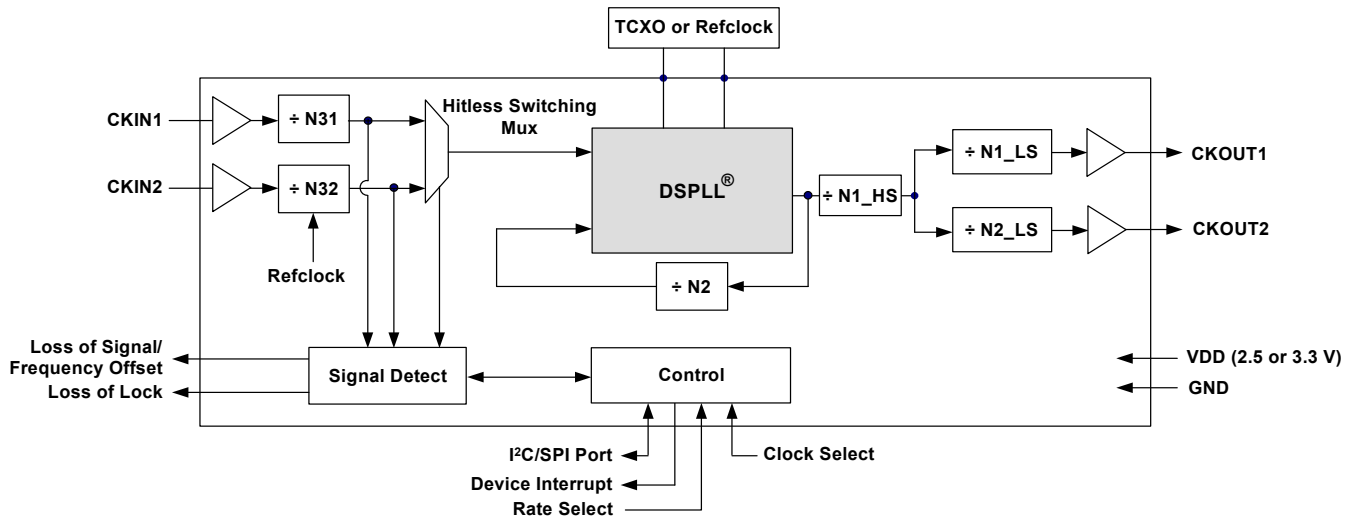 TCXO or Refclock
CKIN1
÷ N31
Hitless Switching
Mux
CKIN2
÷ N32
Refclock
DSPLL®
÷ N1_HS
÷ N1_LS
CKOUT1
÷ N2_LS
CKOUT2
÷ N2
Loss of Signal/
Frequency Offset
Loss of Lock
Signal Detect
Control
VDD (2.5 or 3.3 V)
GND
I²C/SPI Port
Clock Select
Device Interrupt
Rate Select